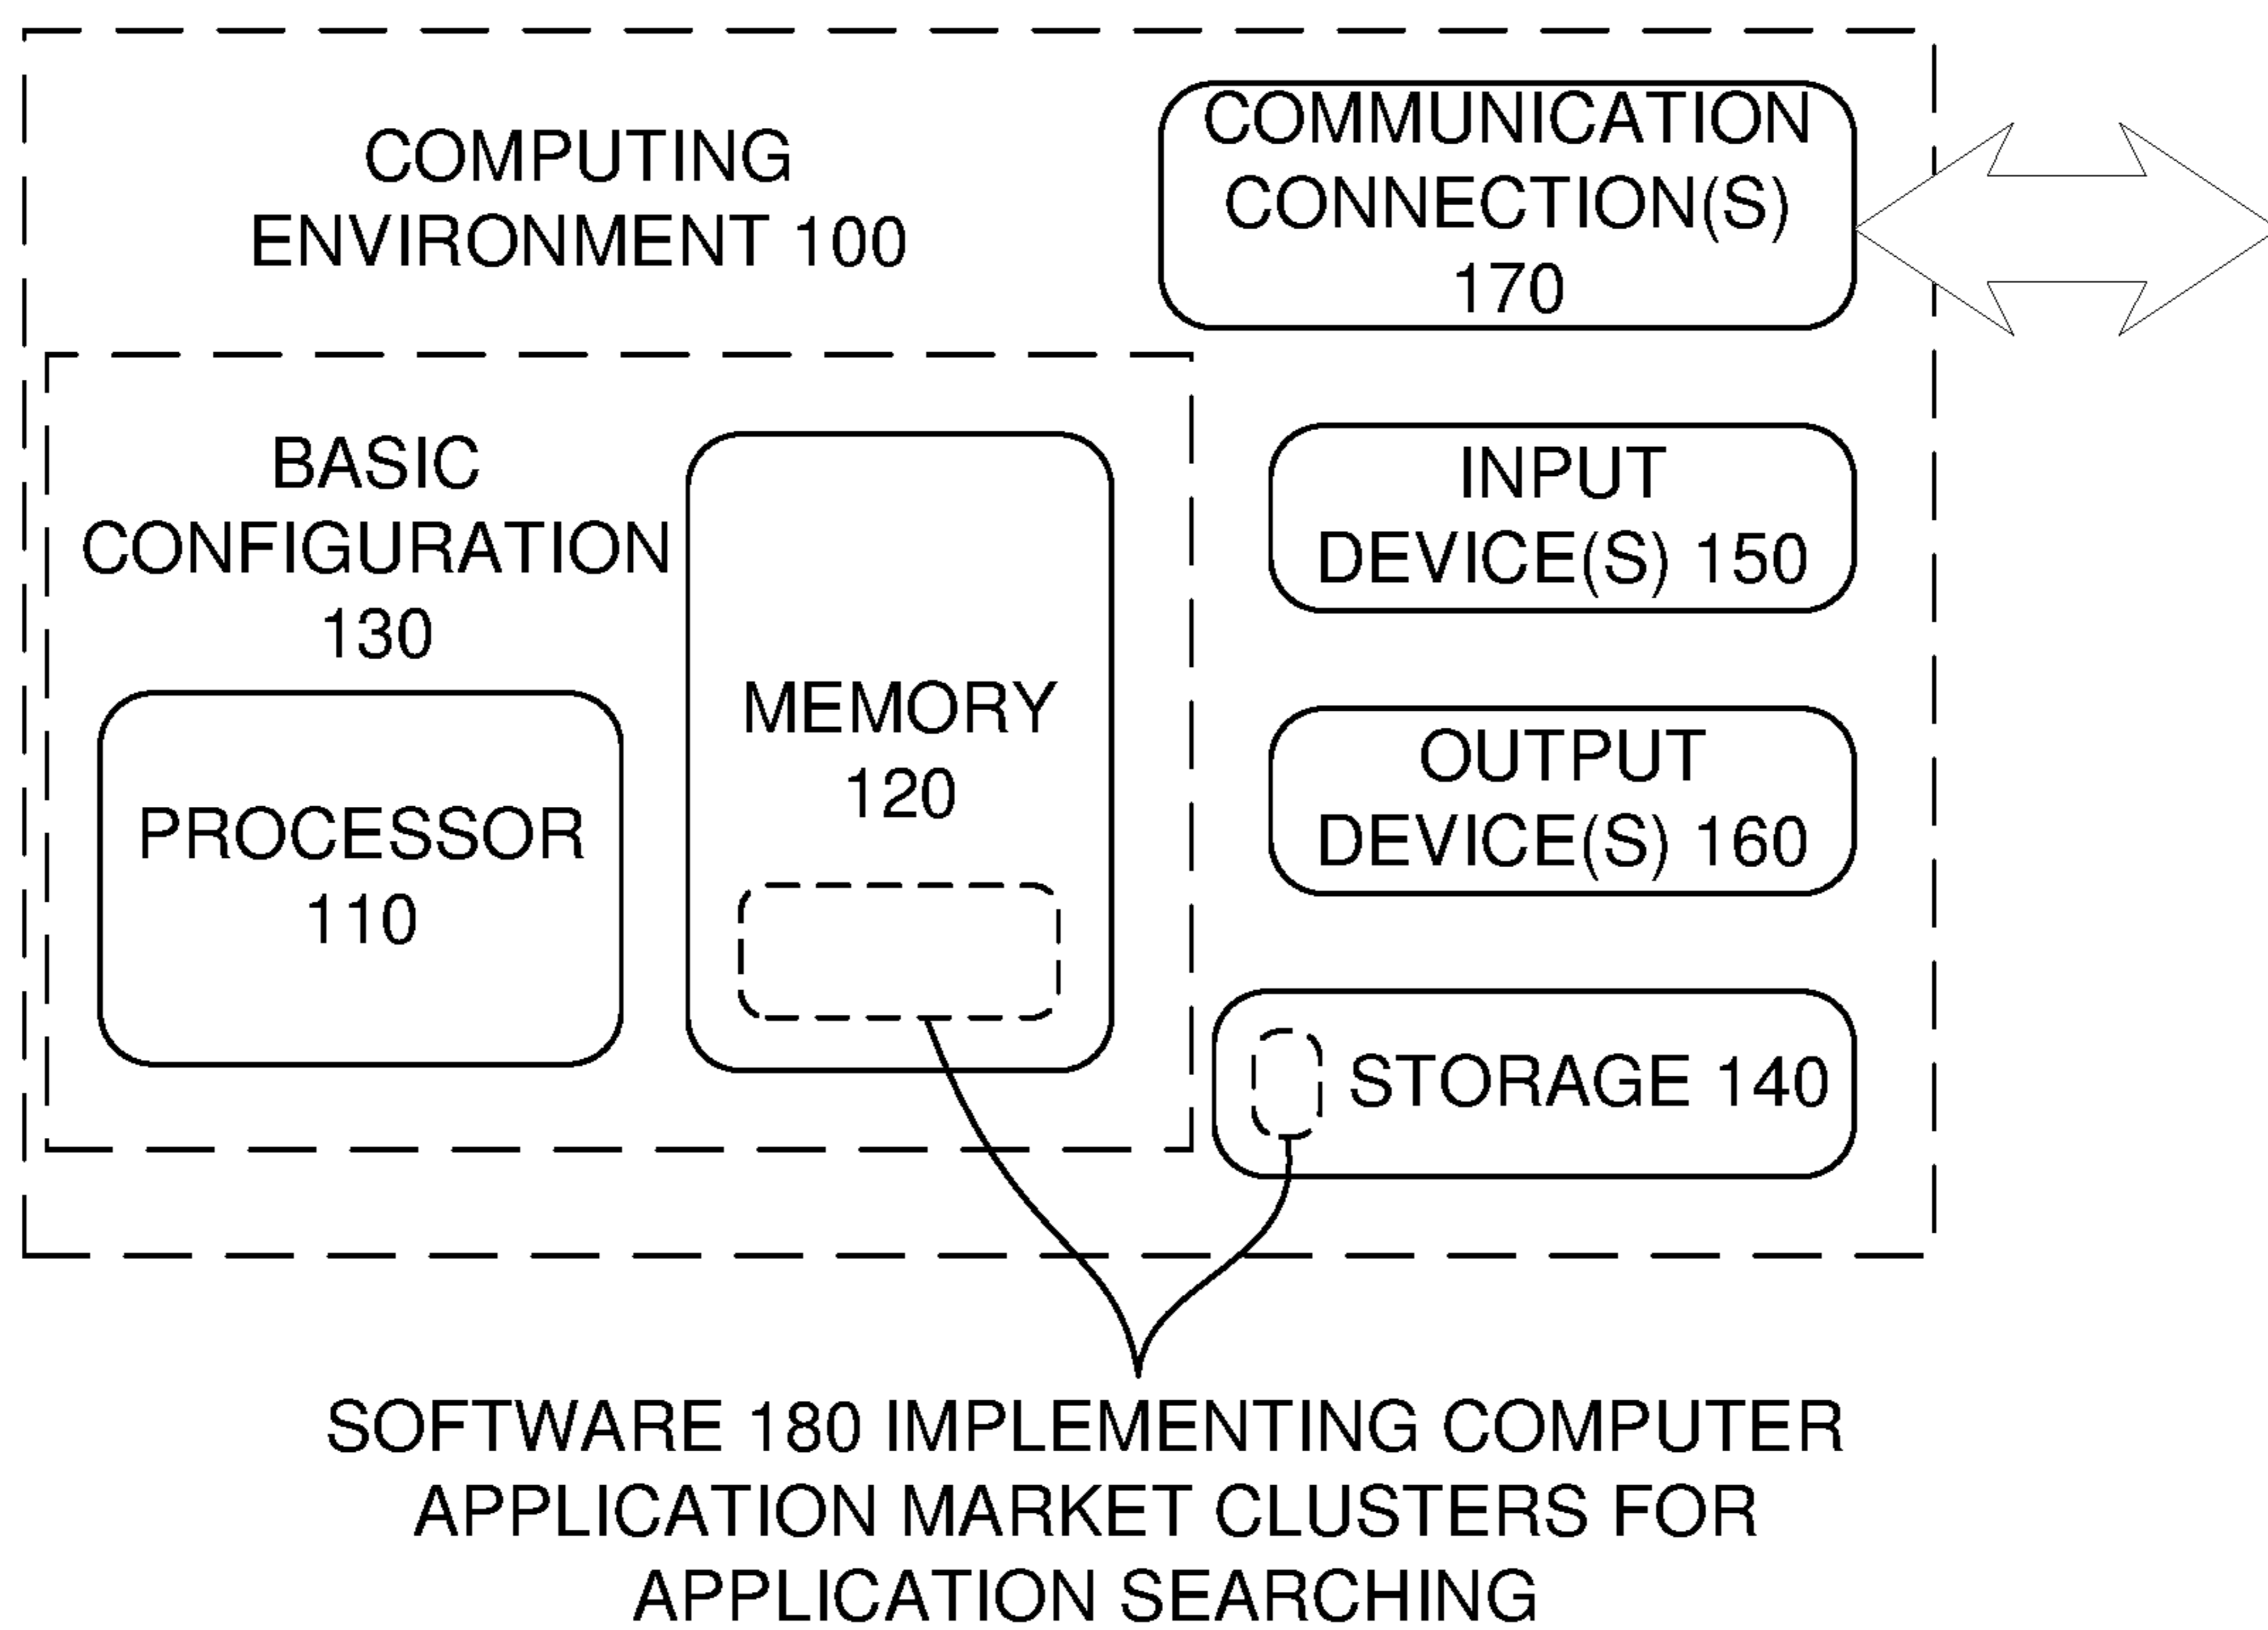 COMPUTING
ENVIRONMENT 100
COMMUNICATION
CONNECTION(S)
170
BASIC
CONFIGURATION
130
PROCESSOR
110
MEMORY
120
INPUT
DEVICE(S) 150
OUTPUT
DEVICE(S) 160
STORAGE 140
SOFTWARE 180 IMPLEMENTING COMPUTER
APPLICATION MARKET CLUSTERS FOR
APPLICATION SEARCHING